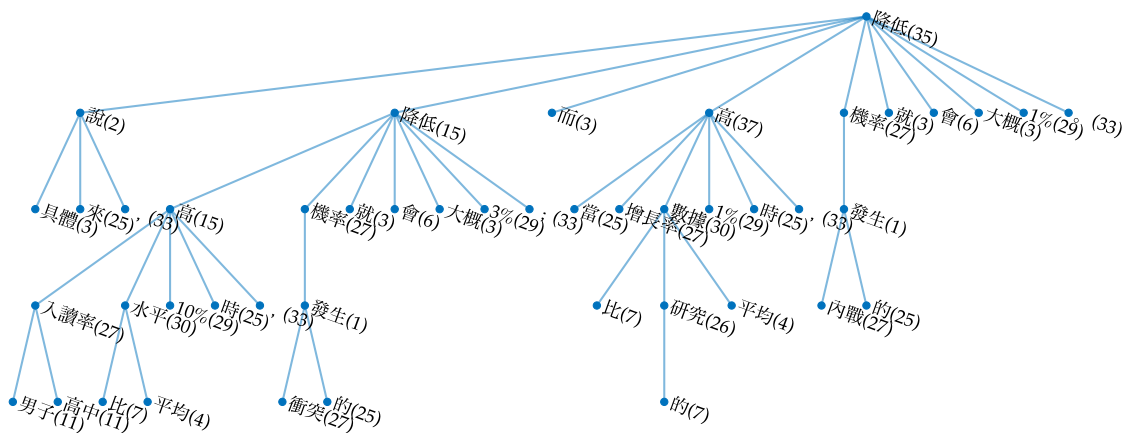 降低(35)
說(2) 降低(15) 而(3) 高(37) 機率(27) 就(3) 會(6) 大概(3) 1%(29) 。(33)
具體(3) 來(25) ，(33) 高(15) 機率(27) 就(3) 會(6) 大概(3) 3%(29) ；(33) 當(25) 增長率(27) 數據(30) 1%(29) 時(25) ，(33) 發生(1)
入讀率(27) 水平(30) 10%(29) 時(25) ，(33) 發生(1) 比(7) 研究(26) 平均(4) 內戰(27) 的(25)
男子(11) 高中(11) 比(7) 平均(4) 衝突(27) 的(25) 的(7)